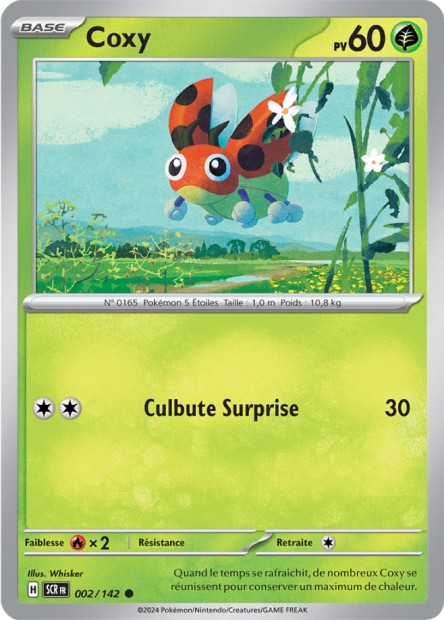 BASE
Coxy
PV 60
N° 0165 Pokémon 5 Étoiles Taille : 1,0 m Poids : 10,8 kg
Culbute Surprise 30
Faiblesse ×2 Résistance Retraite
Illus. Whisker
H SCR FR 002/142
Quand le temps se rafraîchit, de nombreux Coxy se
réunissent pour conserver un maximum de chaleur.
©2024 Pokémon/Nintendo/Creatures/GAME FREAK